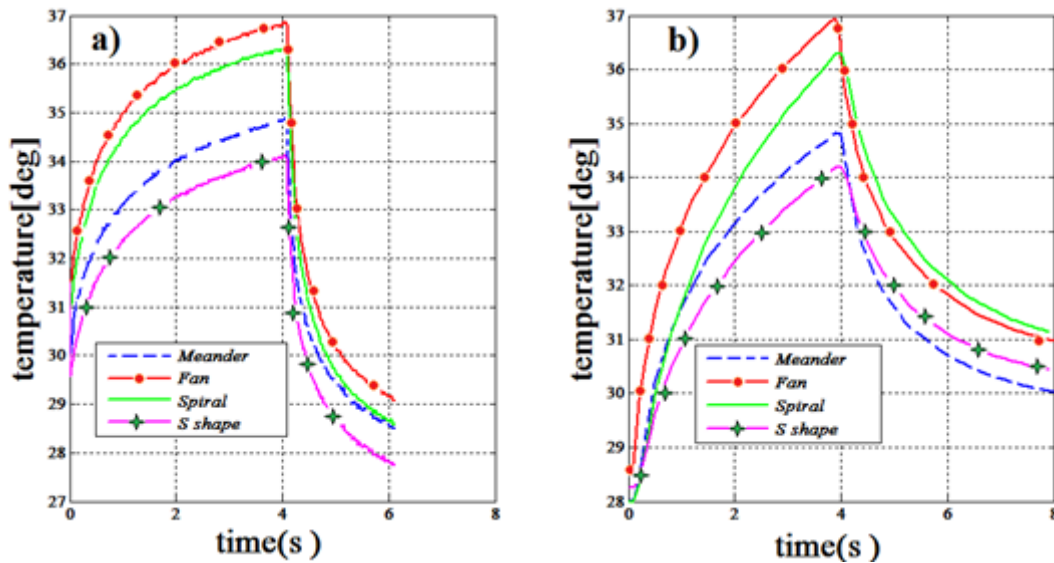 a)
temperature[deg]
37
36
35
34
33
32
31
30
29
28
27
0
2
4
6
8
time(s )
Meander
Fan
Spiral
S shape
b)
temperature[deg]
37
36
35
34
33
32
31
30
29
28
0
2
4
6
8
time(s )
Meander
Fan
Spiral
S shape